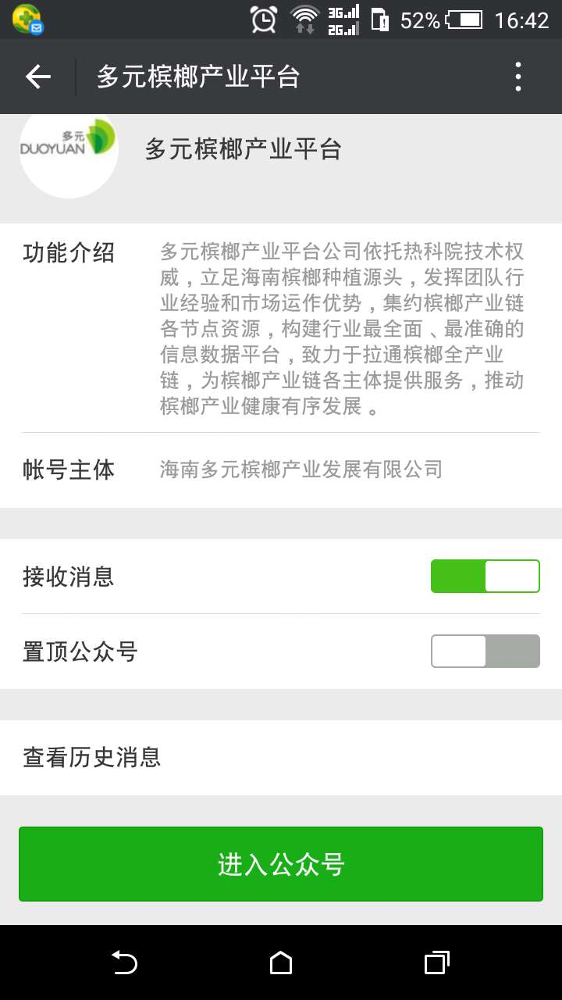 3G
2G
52%
16:42
多元槟榔产业平台
多元
DUOYUAN
多元槟榔产业平台
功能介绍
多元槟榔产业平台公司依托热科院技术权
威，立足海南槟榔种植源头，发挥团队行
业经验和市场运作优势，集约槟榔产业链
各节点资源，构建行业最全面、最准确的
信息数据平台，致力于拉通槟榔全产业
链，为槟榔产业链各主体提供服务，推动
槟榔产业健康有序发展。
帐号主体
海南多元槟榔产业发展有限公司
接收消息
置顶公众号
查看历史消息
进入公众号